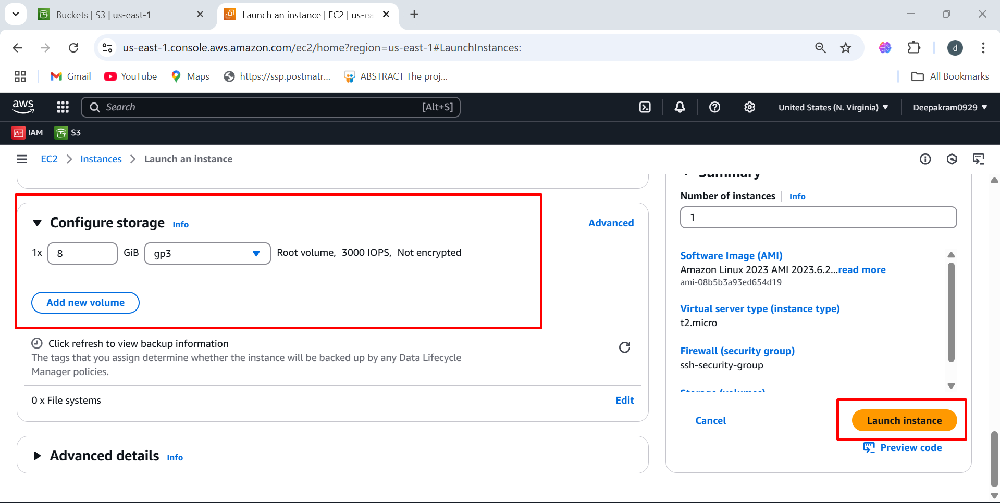 Buckets | S3 | us-east-1
Launch an instance | EC2 | us-ea
us-east-1.console.aws.amazon.com/ec2/home?region=us-east-1#LaunchInstances:
d
Gmail
YouTube
Maps
https://ssp.postmatr...
ABSTRACT The proj...
All Bookmarks
aws
Search
[Alt+S]
United States (N. Virginia)
Deepakram0929
IAM
S3
EC2
Instances
Launch an instance
Summary
Number of instances
Info
1
Configure storage
Info
Advanced
1x
8
GiB
gp3
Root volume, 3000 IOPS, Not encrypted
Add new volume
Click refresh to view backup information
The tags that you assign determine whether the instance will be backed up by any Data Lifecycle
Manager policies.
0 x File systems
Edit
Advanced details
Info
Software Image (AMI)
Amazon Linux 2023 AMI 2023.6.2...read more
ami-08b5b3a93ed654d19
Virtual server type (instance type)
t2.micro
Firewall (security group)
ssh-security-group
Storage (volumes)
Cancel
Launch instance
Preview code